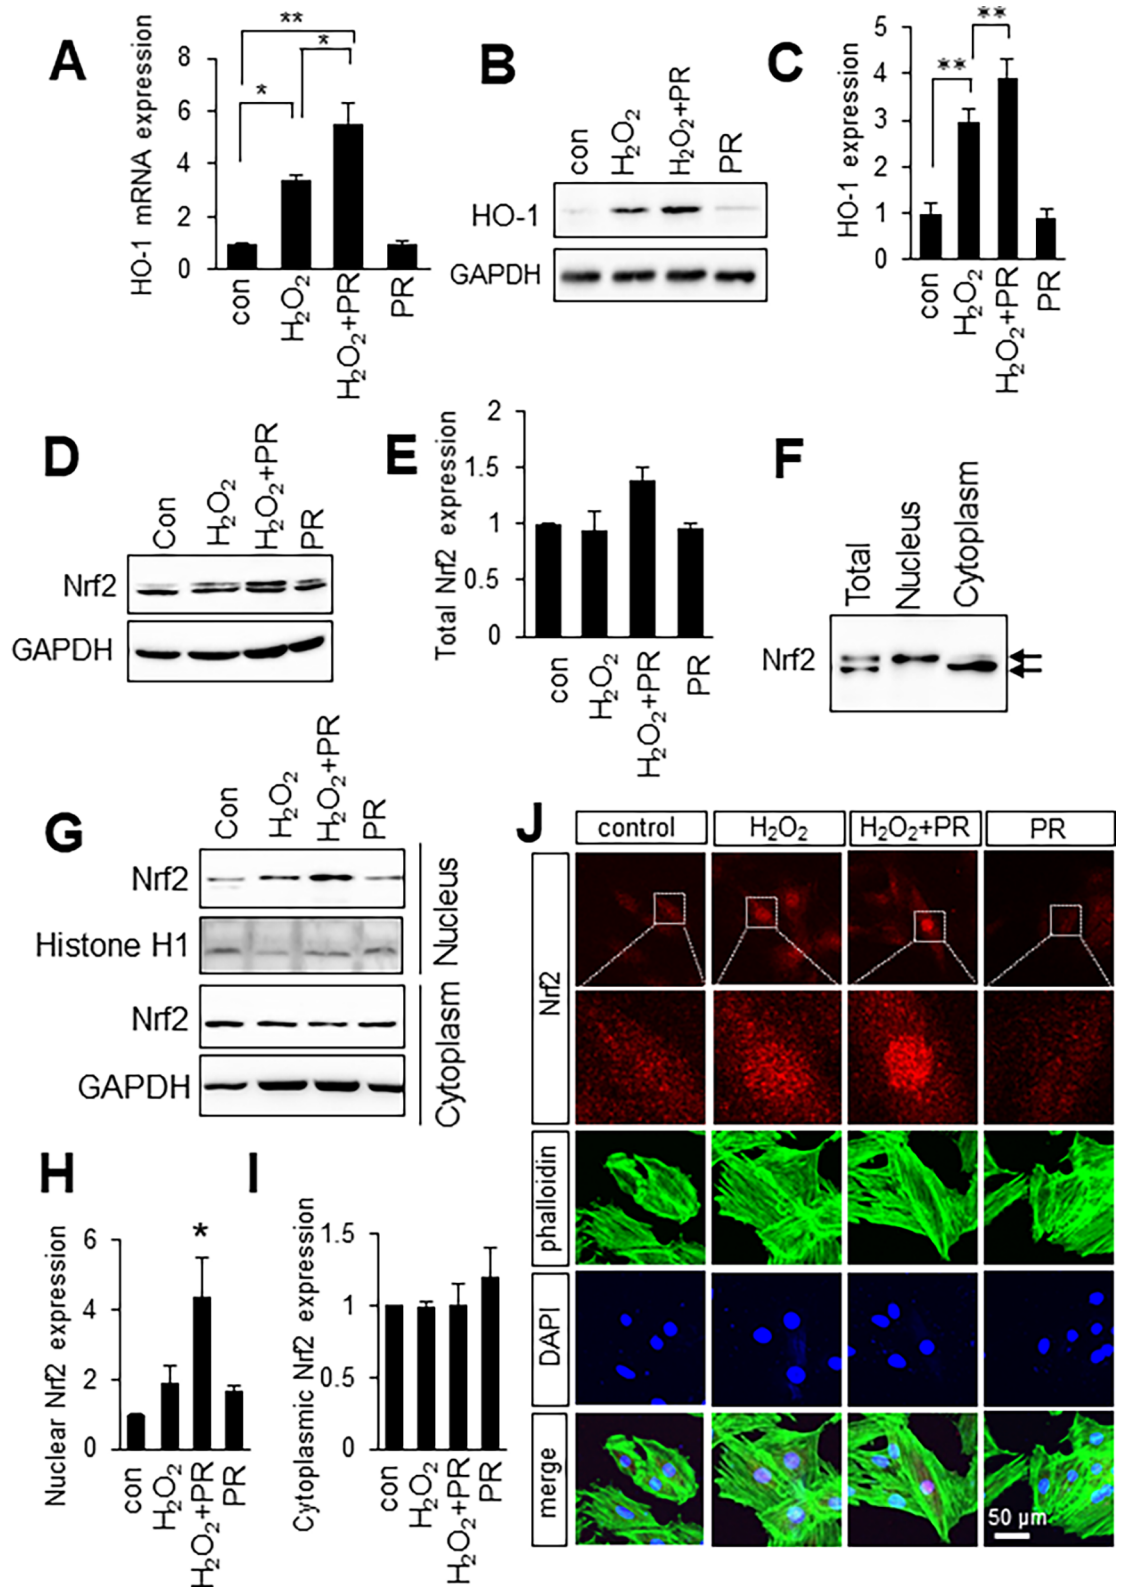 A
HO-1 mRNA expression
8
6
4
2
0
**
*
*
con
H₂O₂
H₂O₂+PR
PR
B
con
H₂O₂
H₂O₂+PR
PR
HO-1
GAPDH
C
HO-1 expression
5
4
3
2
1
0
**
**
con
H₂O₂
H₂O₂+PR
PR
D
Con
H₂O₂
H₂O₂+PR
PR
Nrf2
GAPDH
E
Total Nrf2 expression
2
1.5
1
0.5
0
con
H₂O₂
H₂O₂+PR
PR
F
Total
Nucleus
Cytoplasm
Nrf2
G
Con
H₂O₂
H₂O₂+PR
PR
Nrf2
Histone H1
Nucleus
Nrf2
GAPDH
Cytoplasm
H
Nuclear Nrf2 expression
6
4
2
0
*
con
H₂O₂
H₂O₂+PR
PR
I
Cytoplasmic Nrf2 expression
1.5
1
0.5
0
con
H₂O₂
H₂O₂+PR
PR
J
control
H₂O₂
H₂O₂+PR
PR
Nrf2
phalloidin
DAPI
merge
50 µm